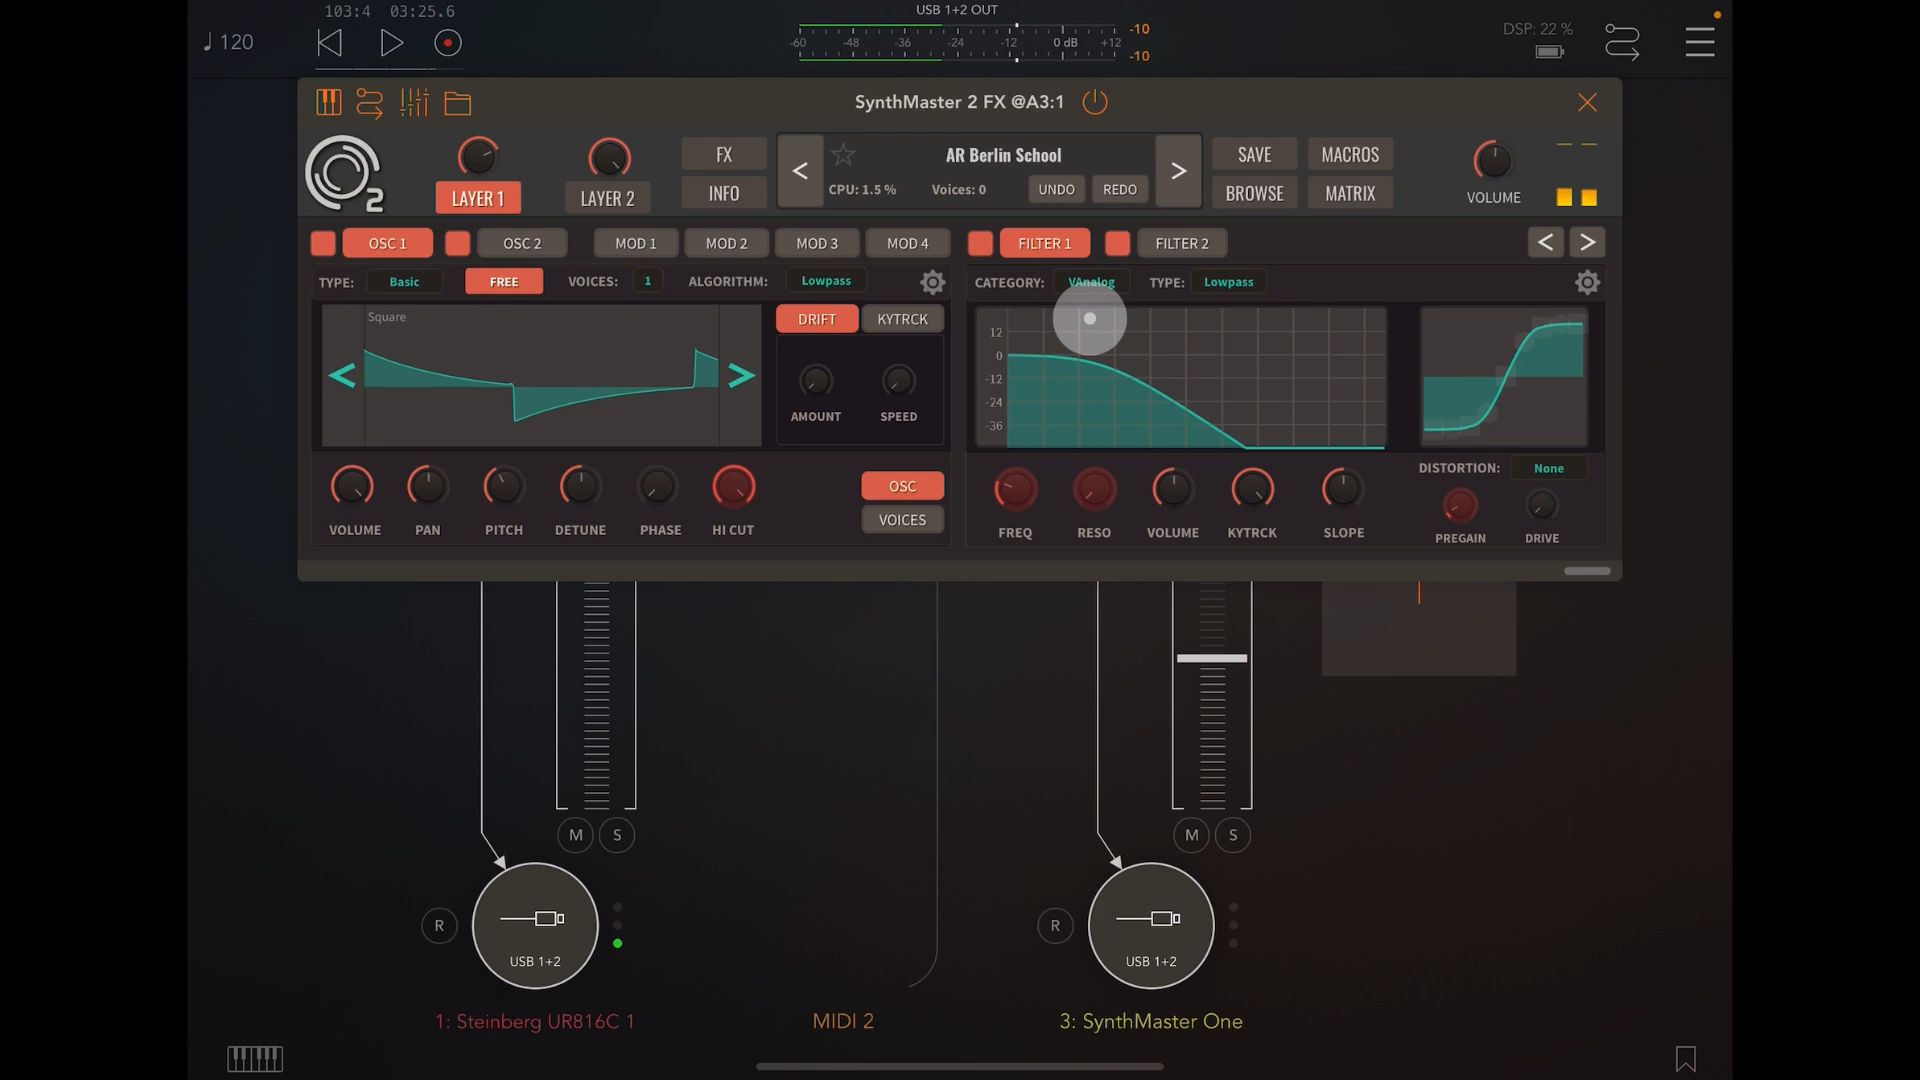 103:4 03:25.6
120
USB 1+2 OUT
-60 -48 -36 -24 -12 0 dB +12
-10
-10
DSP: 22 %
SynthMaster 2 FX @A3:1
2
LAYER 1
LAYER 2
FX
INFO
<
AR Berlin School
CPU: 1.5 %
Voices: 0
UNDO
REDO
>
SAVE
BROWSE
MACROS
MATRIX
VOLUME
OSC 1
OSC 2
MOD 1
MOD 2
MOD 3
MOD 4
FILTER 1
FILTER 2
< >
TYPE: Basic
FREE
VOICES: 1
ALGORITHM: Lowpass
CATEGORY: VAnalog
TYPE: Lowpass
Square
DRIFT
KYTRCK
AMOUNT
SPEED
12
0
-12
-24
-36
VOLUME
PAN
PITCH
DETUNE
PHASE
HI CUT
OSC
VOICES
FREQ
RESO
VOLUME
KYTRCK
SLOPE
DISTORTION: None
PREGAIN
DRIVE
M S
M S
R
USB 1+2
R
USB 1+2
1: Steinberg UR816C 1
MIDI 2
3: SynthMaster One